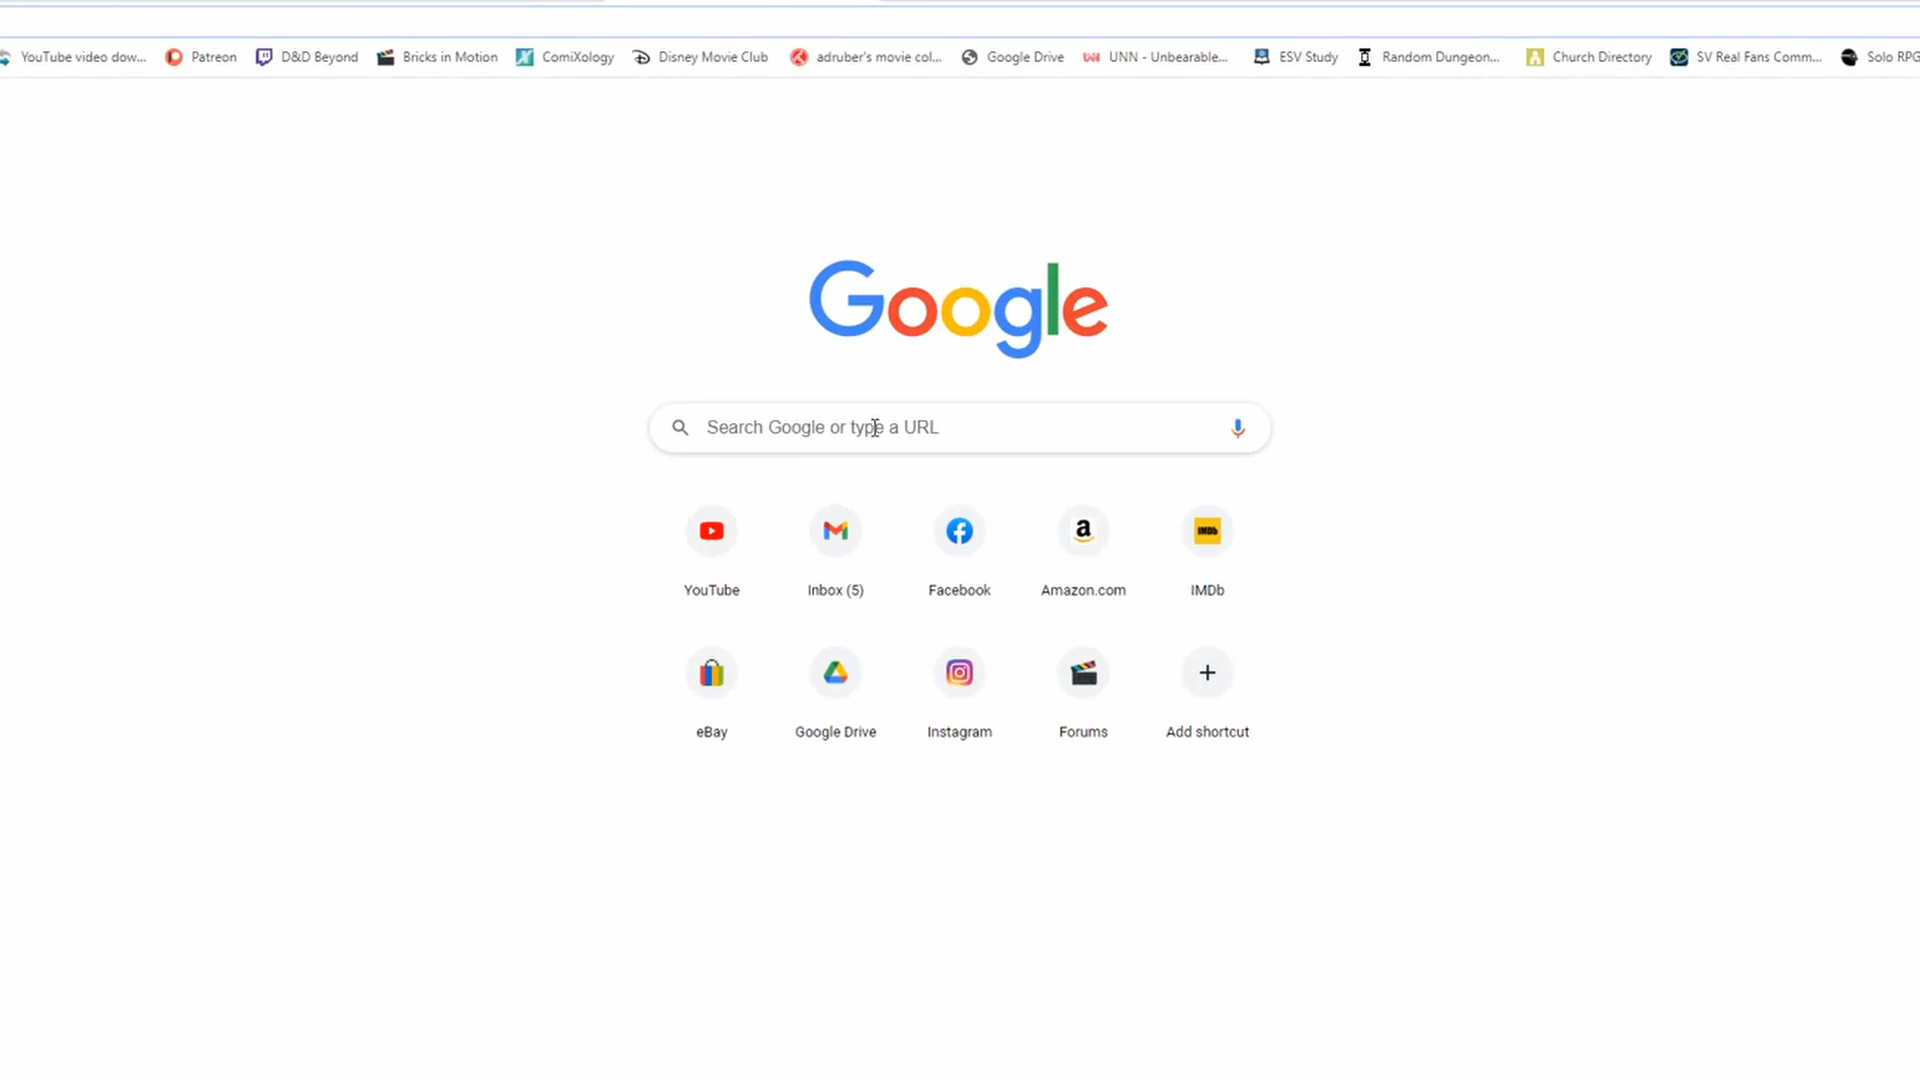 YouTube video dow... Patreon D&D Beyond Bricks in Motion ComiXology Disney Movie Club adruber's movie col... Google Drive UNN - Unbearable... ESV Study Random Dungeon... Church Directory SV Real Fans Comm... Solo RPG
Google
Search Google or type a URL
YouTube Inbox (5) Facebook Amazon.com IMDb
eBay Google Drive Instagram Forums Add shortcut